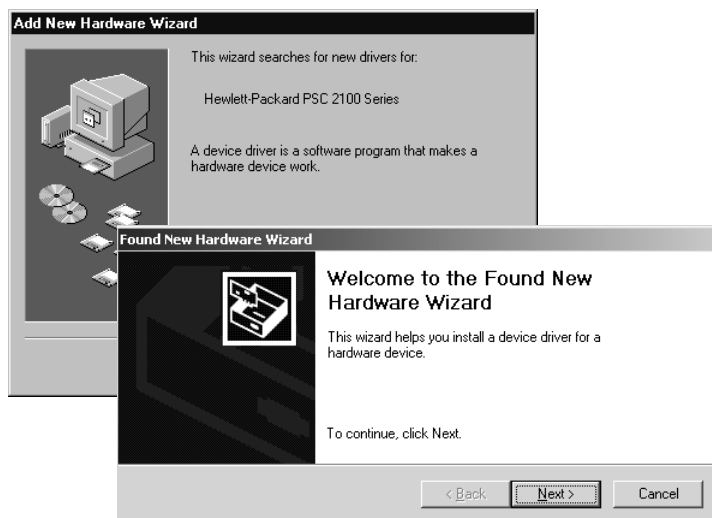 Add New Hardware Wizard
This wizard searches for new drivers for:
Hewlett-Packard PSC 2100 Series
A device driver is a software program that makes a
hardware device work.
Found New Hardware Wizard
Welcome to the Found New
Hardware Wizard
This wizard helps you install a device driver for a
hardware device.
To continue, click Next.
< Back
Next >
Cancel